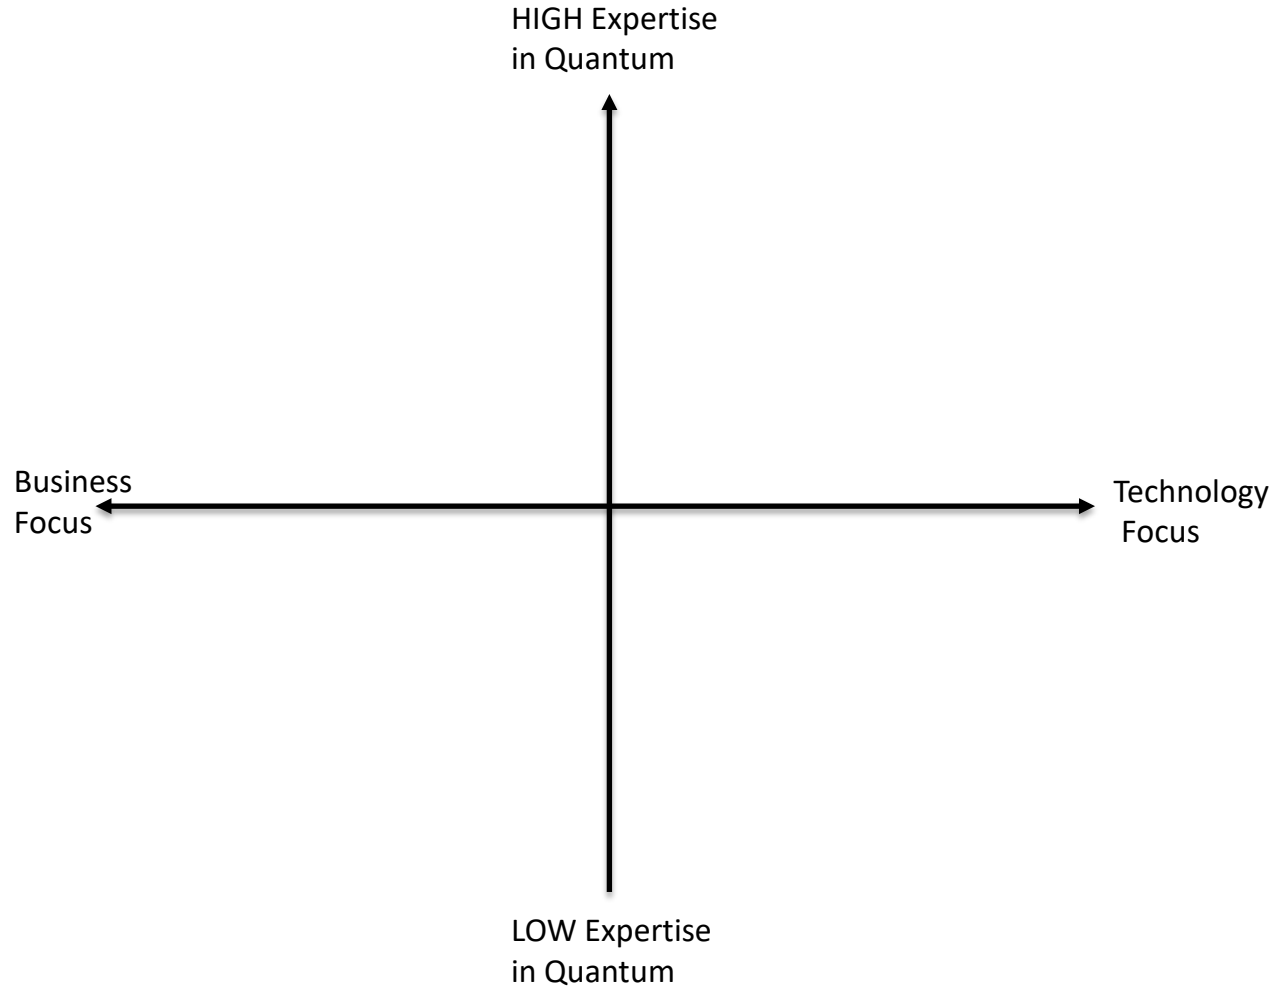 HIGH Expertise
in Quantum
Business
Focus
Technology
Focus
LOW Expertise
in Quantum